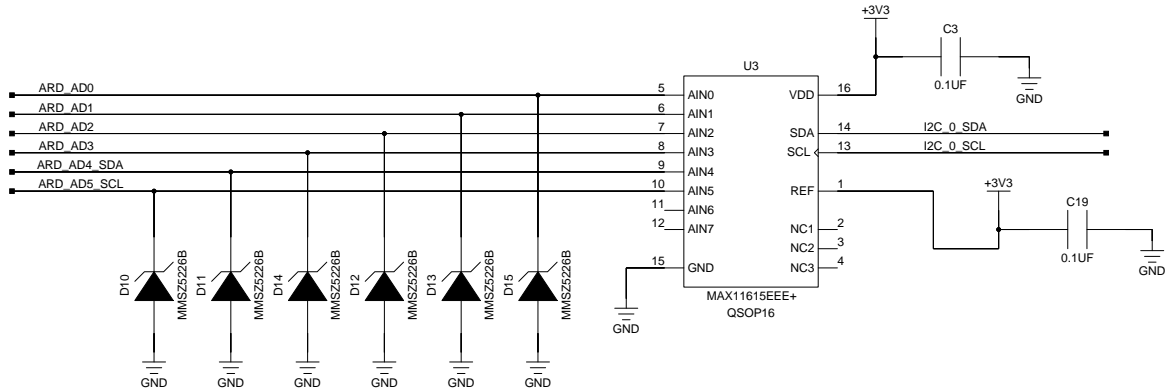 +3V3
C3
0.1UF
GND
U3
ARD_AD0
5
AIN0
VDD
16
ARD_AD1
6
AIN1
ARD_AD2
7
AIN2
SDA
14
I2C_0_SDA
ARD_AD3
8
AIN3
SCL
13
I2C_0_SCL
ARD_AD4_SDA
9
AIN4
ARD_AD5_SCL
10
AIN5
REF
1
+3V3
C19
0.1UF
GND
11
AIN6
12
AIN7
NC1
2
NC2
3
NC3
4
15
GND
GND
MAX11615EEE+
QSOP16
D10
MMSZ5226B
D11
MMSZ5226B
D14
MMSZ5226B
D12
MMSZ5226B
D13
MMSZ5226B
D15
MMSZ5226B
GND
GND
GND
GND
GND
GND